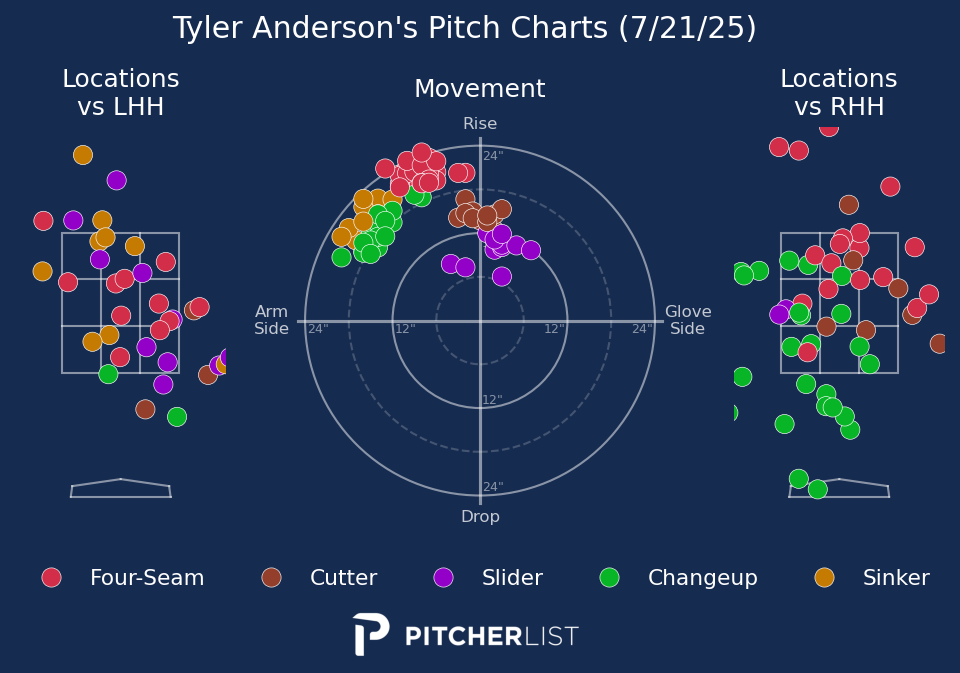 Tyler Anderson's Pitch Charts (7/21/25)
Locations
vs LHH
Movement
Locations
vs RHH
Rise
24"
Arm
Side
24"
12"
12"
24"
Glove
Side
12"
24"
Drop
Four-Seam
Cutter
Slider
Changeup
Sinker
PITCHERLIST